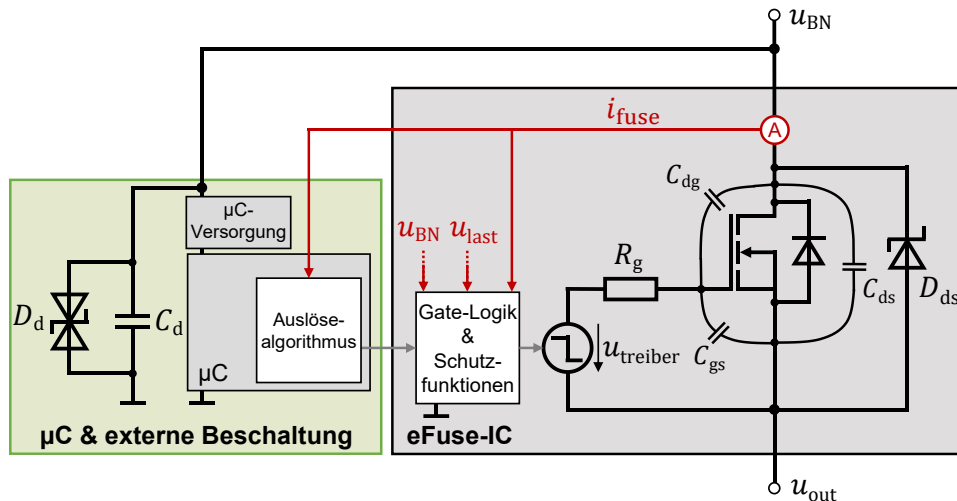 u_BN
i_fuse
A
C_dg
µC-
Versorgung
u_BN u_last
R_g
D_d
C_d
Auslöse-
algorithmus
µC
Gate-Logik
&
Schutz-
funktionen
u_treiber
C_gs
C_ds
D_ds
µC & externe Beschaltung
eFuse-IC
u_out